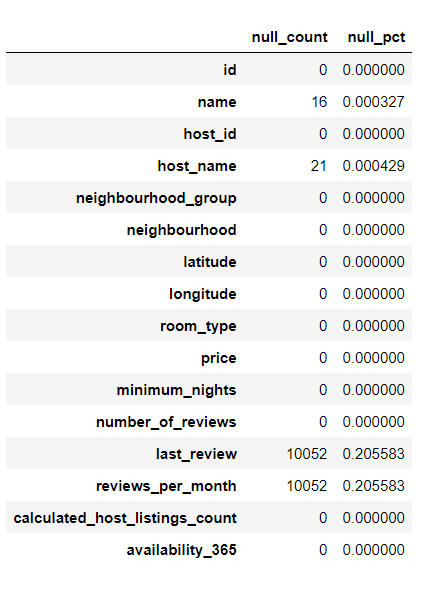 null_count null_pct
id 0 0.000000
name 16 0.000327
host_id 0 0.000000
host_name 21 0.000429
neighbourhood_group 0 0.000000
neighbourhood 0 0.000000
latitude 0 0.000000
longitude 0 0.000000
room_type 0 0.000000
price 0 0.000000
minimum_nights 0 0.000000
number_of_reviews 0 0.000000
last_review 10052 0.205583
reviews_per_month 10052 0.205583
calculated_host_listings_count 0 0.000000
availability_365 0 0.000000